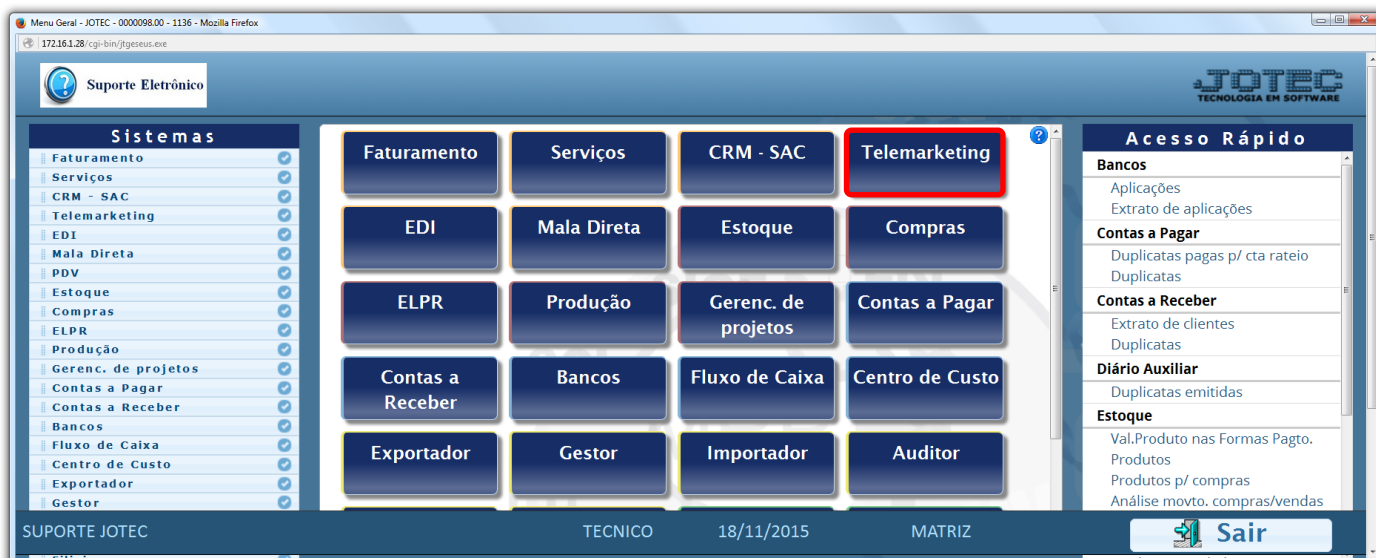 Menu Geral - JOTEC - 0000098.00 - 1136 - Mozilla Firefox
172.16.1.28/cgi-bin/jtgeseus.exe
Suporte Eletrônico
JOTEC
TECNOLOGIA EM SOFTWARE
Sistemas
Faturamento
Serviços
CRM - SAC
Telemarketing
EDI
Mala Direta
PDV
Estoque
Compras
ELPR
Produção
Gerenc. de projetos
Contas a Pagar
Contas a Receber
Bancos
Fluxo de Caixa
Centro de Custo
Exportador
Gestor
Faturamento
Serviços
CRM - SAC
Telemarketing
EDI
Mala Direta
Estoque
Compras
ELPR
Produção
Gerenc. de
projetos
Contas a Pagar
Contas a
Receber
Bancos
Fluxo de Caixa
Centro de Custo
Exportador
Gestor
Importador
Auditor
Acesso Rápido
Bancos
Aplicações
Extrato de aplicações
Contas a Pagar
Duplicatas pagas p/ cta rateio
Duplicatas
Contas a Receber
Extrato de clientes
Duplicatas
Diário Auxiliar
Duplicatas emitidas
Estoque
Val.Produto nas Formas Pagto.
Produtos
Produtos p/ compras
Análise movto. compras/vendas
SUPORTE JOTEC
TECNICO
18/11/2015
MATRIZ
Sair